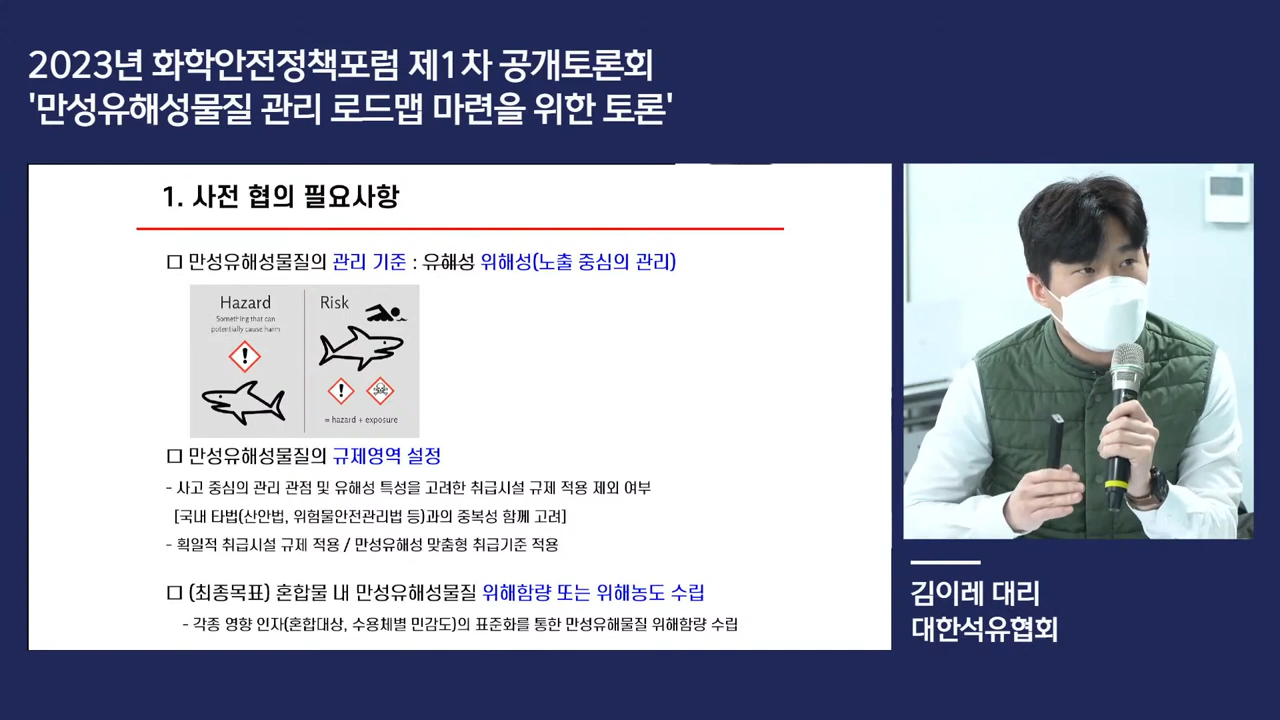 2023년 화학안전정책포럼 제1차 공개토론회
'만성유해성물질 관리 로드맵 마련을 위한 토론'
1. 사전 협의 필요사항
□ 만성유해성물질의 관리 기준 : 유해성 위해성(노출 중심의 관리)
Hazard
Something that can
potentially cause harm
Risk
= hazard + exposure
□ 만성유해성물질의 규제영역 설정
- 사고 중심의 관리 관점 및 유해성 특성을 고려한 취급시설 규제 적용 제외 여부
[국내 타법(산안법, 위험물안전관리법 등)과의 중복성 함께 고려]
- 획일적 취급시설 규제 적용 / 만성유해성 맞춤형 취급기준 적용
□ (최종목표) 혼합물 내 만성유해성물질 위해함량 또는 위해농도 수립
- 각종 영향 인자(혼합대상, 수용체별 민감도)의 표준화를 통한 만성유해물질 위해함량 수립
김이레 대리
대한석유협회